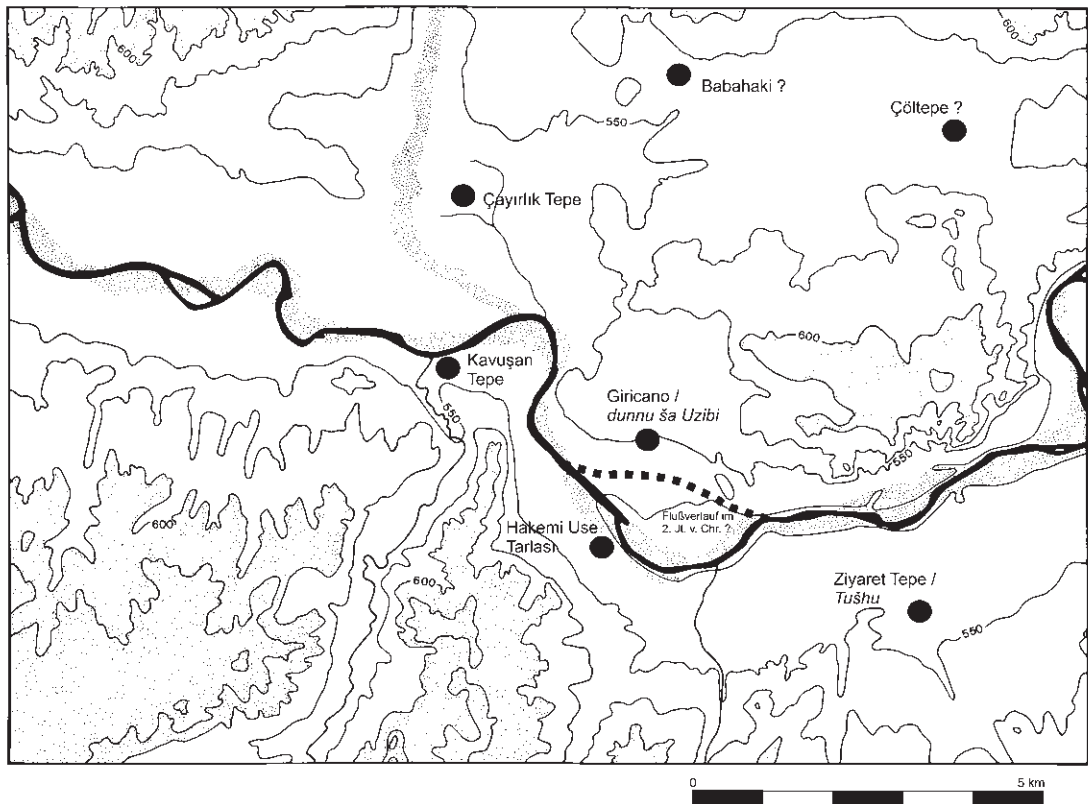 600
600
Babahaki ?
550
Çöltepe ?
Çayırlık Tepe
600
Kavuşan
Tepe
Giricano /
dunnu ša Uzibi
550
550
Flußverlauf im
2. Jt. v. Chr. ?
600
Hakemi Use
Tarlası
600
Ziyaret Tepe /
Tušhu
550
0 5 km